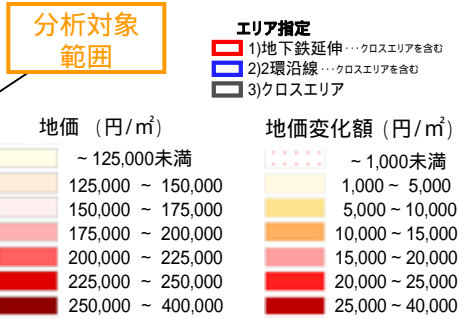 分析対象
範囲
エリア指定
1)地下鉄延伸…クロスエリアを含む
2)2環沿線…クロスエリアを含む
3)クロスエリア
地価 (円/㎡)
~125,000未満
125,000 ~ 150,000
150,000 ~ 175,000
175,000 ~ 200,000
200,000 ~ 225,000
225,000 ~ 250,000
250,000 ~ 400,000
地価変化額 (円/㎡)
~ 1,000未満
1,000 ~ 5,000
5,000 ~ 10,000
10,000 ~ 15,000
15,000 ~ 20,000
20,000 ~ 25,000
25,000 ~ 40,000